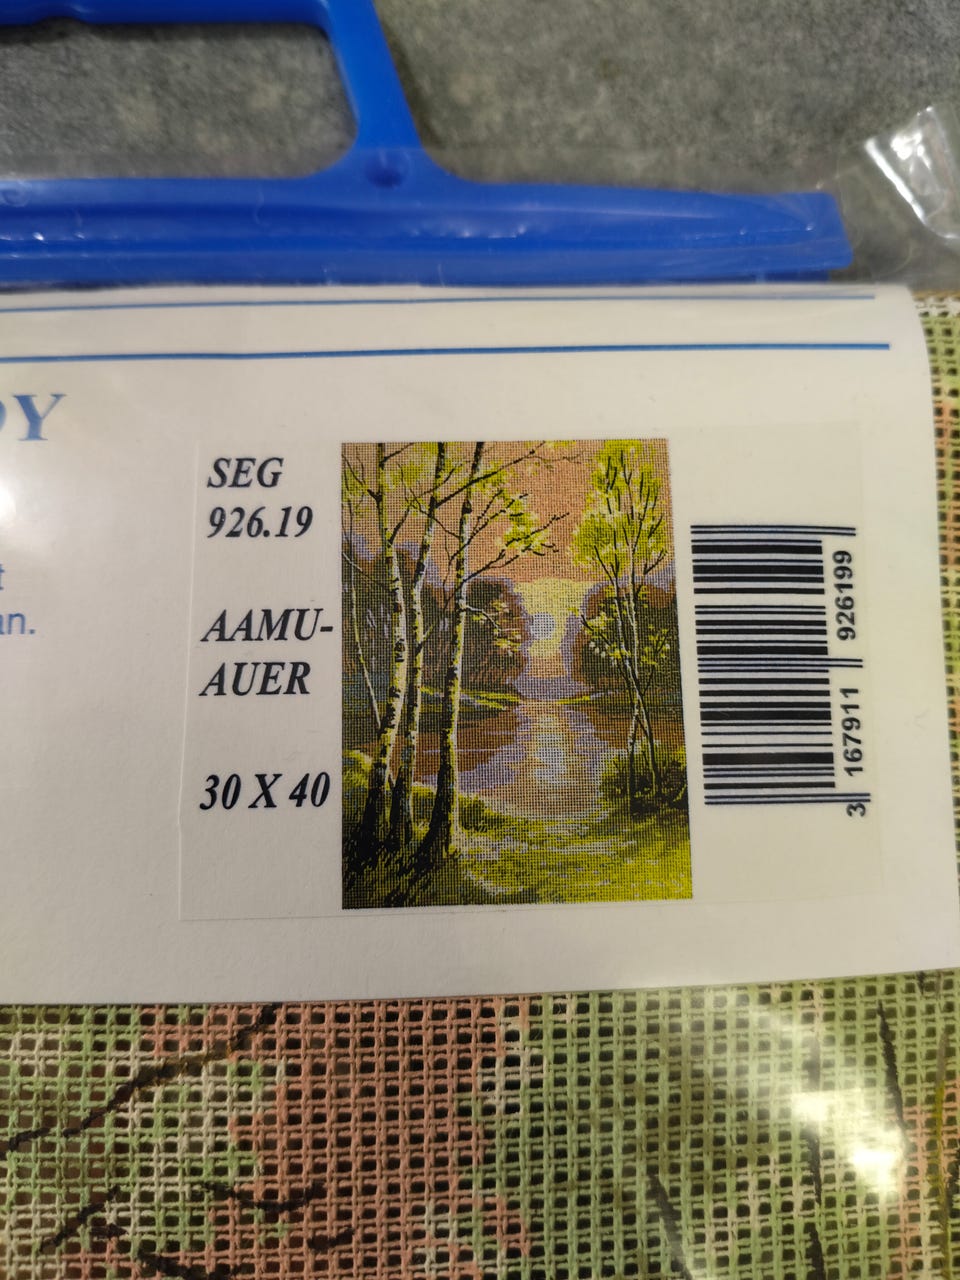 SEG
926.19
AAMU-
AUER
30 X 40
3 167911 926199